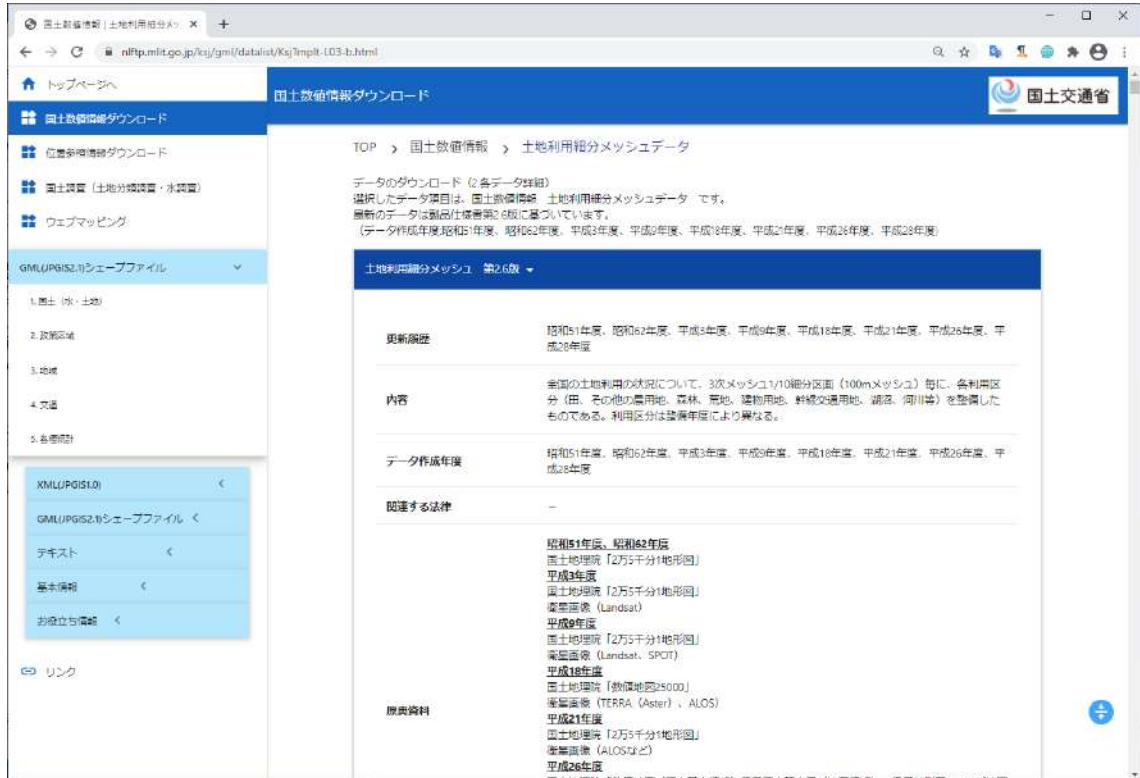 国土数値情報 | 土地利用細分メッ
nlftp.mlit.go.jp/ksj/gml/datalist/KsjTmplt-L03-b.html
トップページへ
国土数値情報ダウンロード
位置参照情報ダウンロード
国土調査（土地分類調査・水調査）
ウェブマッピング
GML(JPGIS2.1)シェープファイル
1. 国土（水・土地）
2. 政策区域
3. 地域
4. 交通
5. 各種統計
XML(JPGIS1.0)
GML(JPGIS2.1)シェープファイル
テキスト
基本情報
お役立ち情報
リンク
国土数値情報ダウンロード
国土交通省
TOP > 国土数値情報 > 土地利用細分メッシュデータ
データのダウンロード（2.各データ詳細）
選択したデータ項目は、国土数値情報 土地利用細分メッシュデータ です。
最新のデータは製品仕様書第2.6版に基づいています。
（データ作成年度:昭和51年度、昭和62年度、平成3年度、平成9年度、平成18年度、平成21年度、平成26年度、平成28年度）
土地利用細分メッシュ 第2.6版
更新履歴
昭和51年度、昭和62年度、平成3年度、平成9年度、平成18年度、平成21年度、平成26年度、平
成28年度
内容
全国の土地利用の状況について、3次メッシュ1/10細分区画（100mメッシュ）毎に、各利用区
分（田、その他の農用地、森林、荒地、建物用地、幹線交通用地、湖沼、河川等）を整備した
ものである。利用区分は整備年度により異なる。
データ作成年度
昭和51年度、昭和62年度、平成3年度、平成9年度、平成18年度、平成21年度、平成26年度、平
成28年度
関連する法律
−
原典資料
昭和51年度、昭和62年度
国土地理院「2万5千分1地形図」
平成3年度
国土地理院「2万5千分1地形図」
衛星画像（Landsat）
平成9年度
国土地理院「2万5千分1地形図」
衛星画像（Landsat、SPOT）
平成18年度
国土地理院「数値地図25000」
衛星画像（TERRA（Aster）、ALOS）
平成21年度
国土地理院「2万5千分1地形図」
衛星画像（ALOSなど）
平成26年度